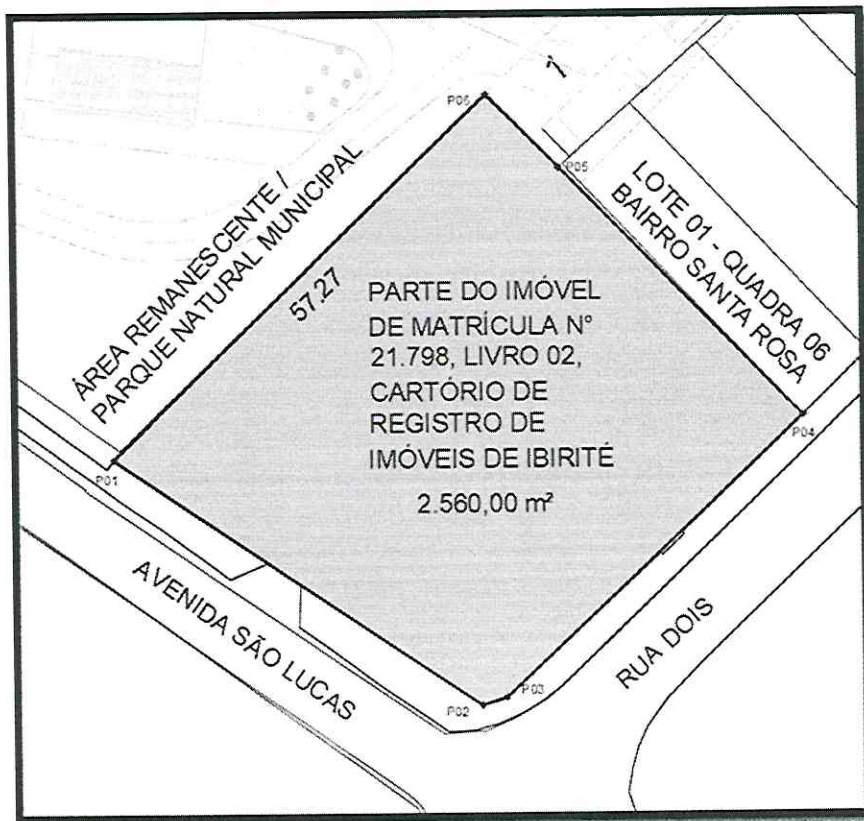 P06
7
P05
ÁREA REMANESCENTE /
PARQUE NATURAL MUNICIPAL
57,27
LOTE 01 - QUADRA 06
BAIRRO SANTA ROSA
PARTE DO IMÓVEL
DE MATRÍCULA Nº
21.798, LIVRO 02,
CARTÓRIO DE
REGISTRO DE
IMÓVEIS DE IBIRITÉ
2.560,00 m²
P04
P01
AVENIDA SÃO LUCAS
RUA DOIS
P03
P02